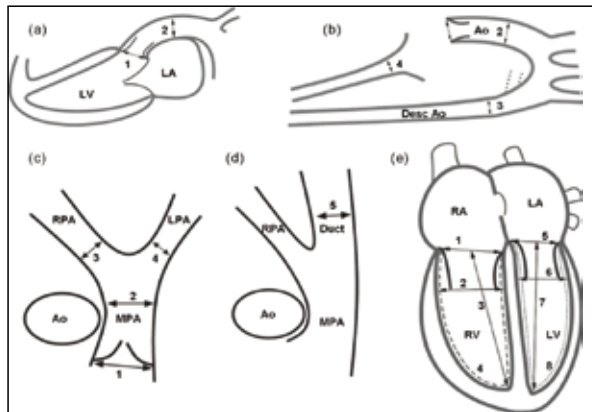 (a)
2
1
LA
LV
(b)
Ao
2
4
3
Desc Ao
(c)
RPA
LPA
3
4
2
Ao
MPA
1
(d)
5
RPA
Duct
Ao
MPA
(e)
RA
LA
1
5
2
6
3
7
RV
LV
4
8